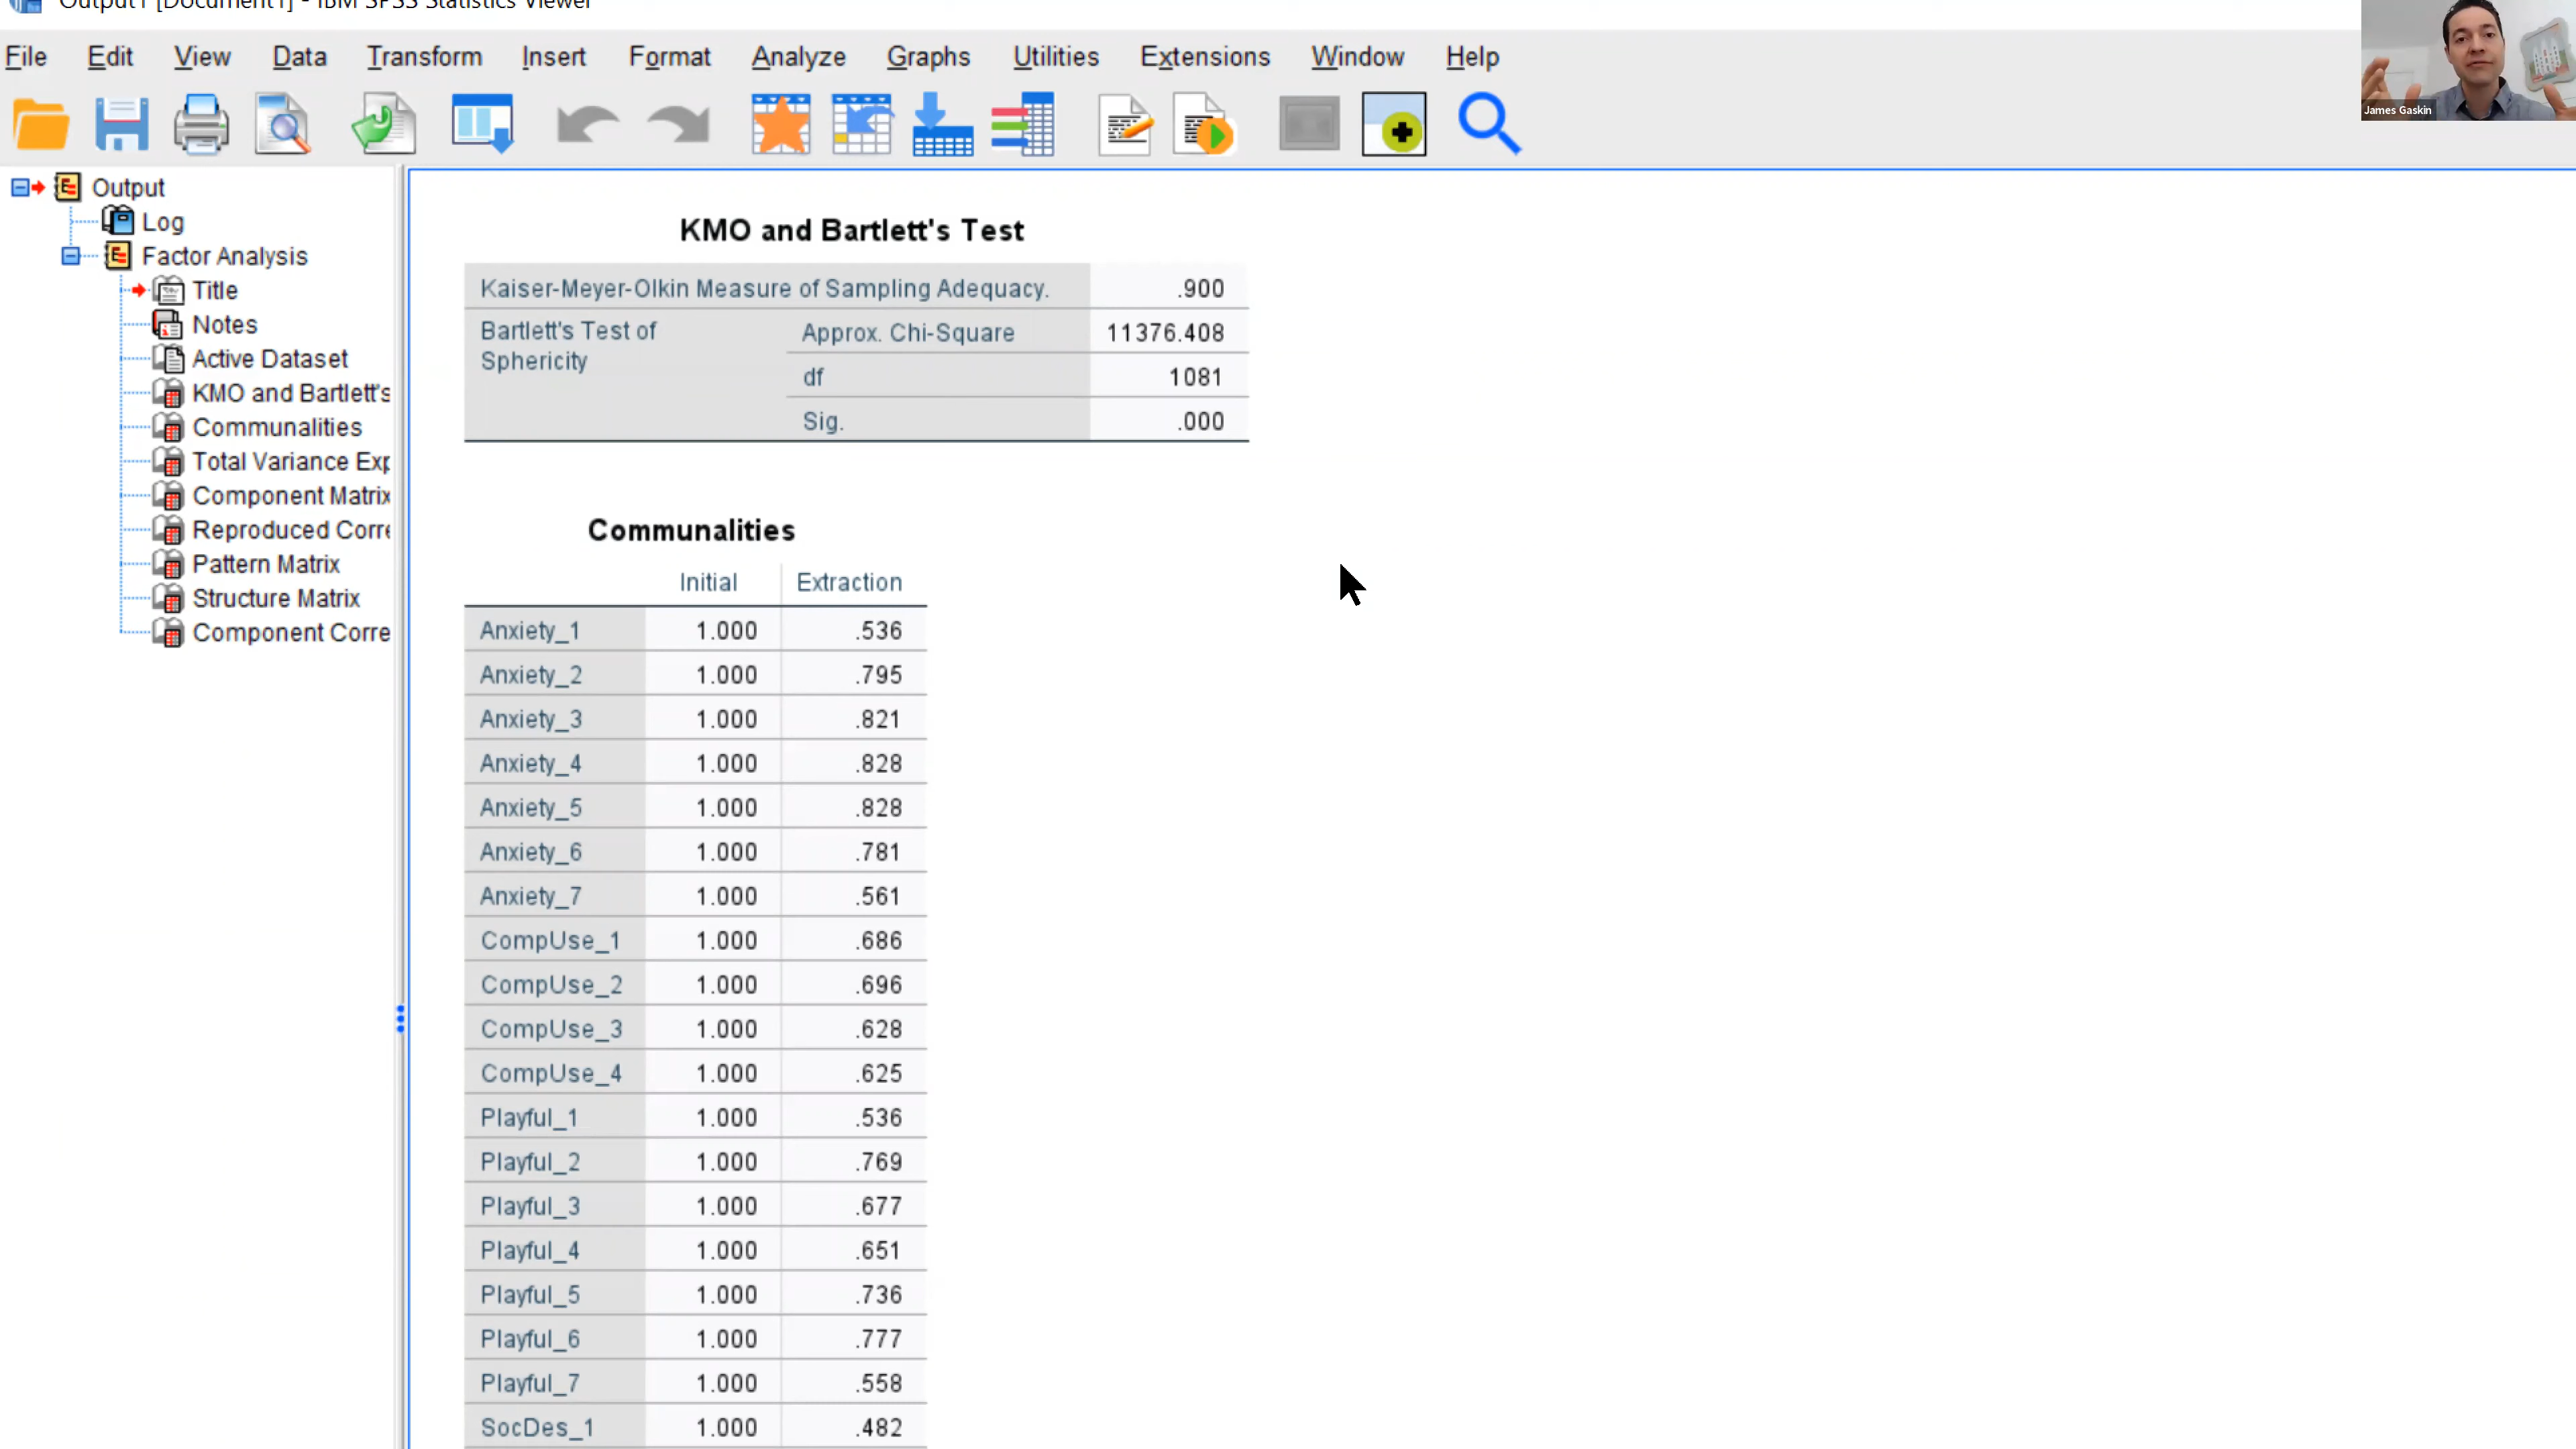 Output1 [Document1] - IBM SPSS Statistics Viewer
File Edit View Data Transform Insert Format Analyze Graphs Utilities Extensions Window Help
James Gaskin
Output
Log
Factor Analysis
Title
Notes
Active Dataset
KMO and Bartlett's
Communalities
Total Variance Exp
Component Matrix
Reproduced Corre
Pattern Matrix
Structure Matrix
Component Corre
KMO and Bartlett's Test
Kaiser-Meyer-Olkin Measure of Sampling Adequacy. .900
Bartlett's Test of Approx. Chi-Square 11376.408
Sphericity
df 1081
Sig. .000
Communalities
Initial Extraction
Anxiety_1 1.000 .536
Anxiety_2 1.000 .795
Anxiety_3 1.000 .821
Anxiety_4 1.000 .828
Anxiety_5 1.000 .828
Anxiety_6 1.000 .781
Anxiety_7 1.000 .561
CompUse_1 1.000 .686
CompUse_2 1.000 .696
CompUse_3 1.000 .628
CompUse_4 1.000 .625
Playful_1 1.000 .536
Playful_2 1.000 .769
Playful_3 1.000 .677
Playful_4 1.000 .651
Playful_5 1.000 .736
Playful_6 1.000 .777
Playful_7 1.000 .558
SocDes_1 1.000 .482